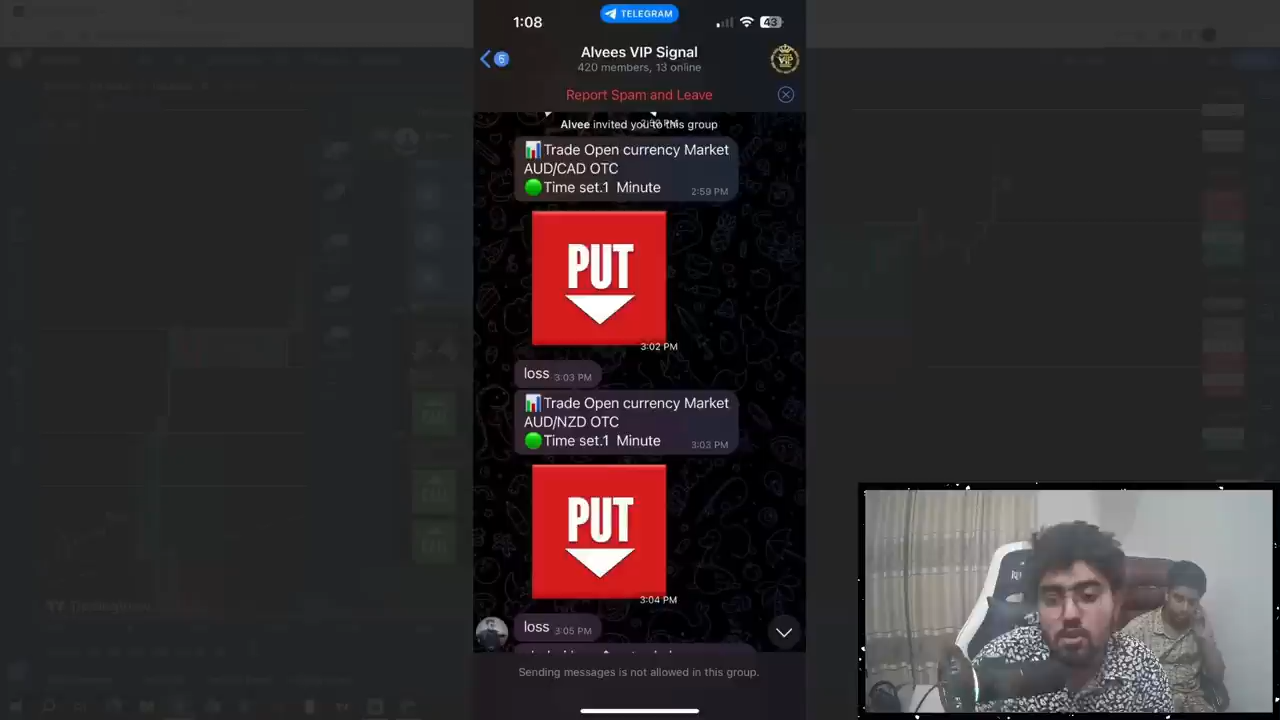 1:08
TELEGRAM
43
5
Alvees VIP Signal
420 members, 13 online
Report Spam and Leave
Alvee invited you to this group
📊Trade Open currency Market
AUD/CAD OTC
🟢Time set.1 Minute
2:59 PM
PUT
3:02 PM
loss 3:03 PM
📊Trade Open currency Market
AUD/NZD OTC
🟢Time set.1 Minute
3:03 PM
PUT
3:04 PM
loss 3:05 PM
Sending messages is not allowed in this group.